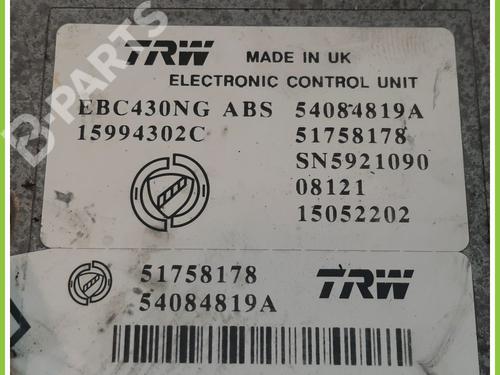 TRW MADE IN UK
ELECTRONIC CONTROL UNIT
EBC430NG ABS 54084819A
15994302C 51758178
SN5921090
08121
15052202
51758178
54084819A TRW
B-PARTS